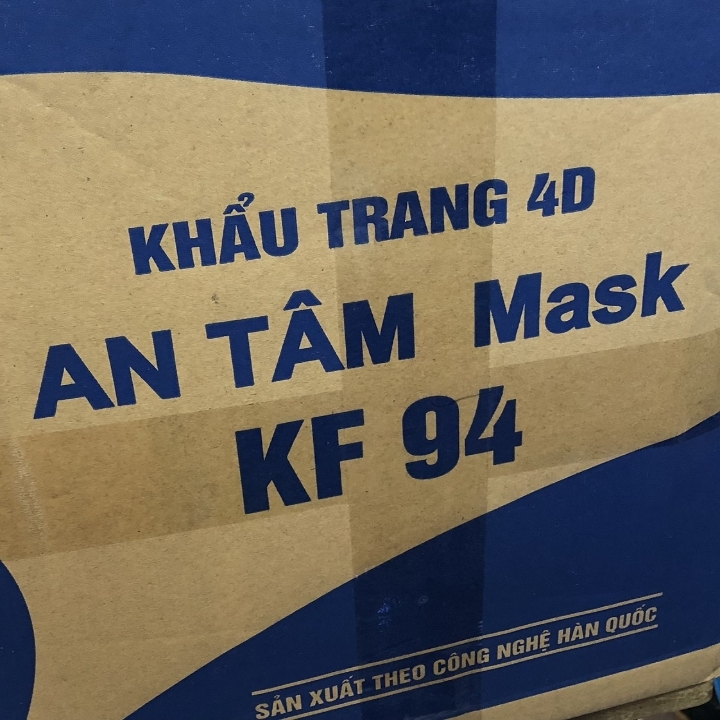 KHẨU TRANG 4D
AN TÂM Mask
KF 94
SẢN XUẤT THEO CÔNG NGHỆ HÀN QUỐC